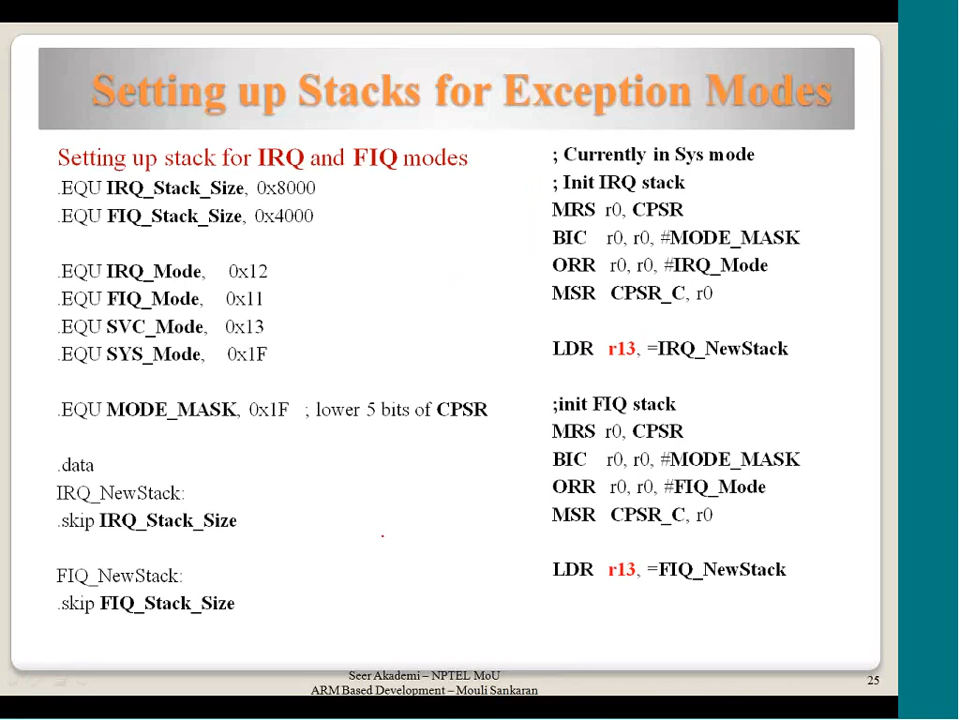 Setting up Stacks for Exception Modes
Setting up stack for IRQ and FIQ modes
.EQU IRQ_Stack_Size, 0x8000
.EQU FIQ_Stack_Size, 0x4000
.EQU IRQ_Mode, 0x12
.EQU FIQ_Mode, 0x11
.EQU SVC_Mode, 0x13
.EQU SYS_Mode, 0x1F
.EQU MODE_MASK, 0x1F ; lower 5 bits of CPSR
.data
IRQ_NewStack:
.skip IRQ_Stack_Size
FIQ_NewStack:
.skip FIQ_Stack_Size
; Currently in Sys mode
; Init IRQ stack
MRS r0, CPSR
BIC r0, r0, #MODE_MASK
ORR r0, r0, #IRQ_Mode
MSR CPSR_C, r0
LDR r13, =IRQ_NewStack
;init FIQ stack
MRS r0, CPSR
BIC r0, r0, #MODE_MASK
ORR r0, r0, #FIQ_Mode
MSR CPSR_C, r0
LDR r13, =FIQ_NewStack
Seer Akademi – NPTEL MoU
ARM Based Development – Mouli Sankaran
25